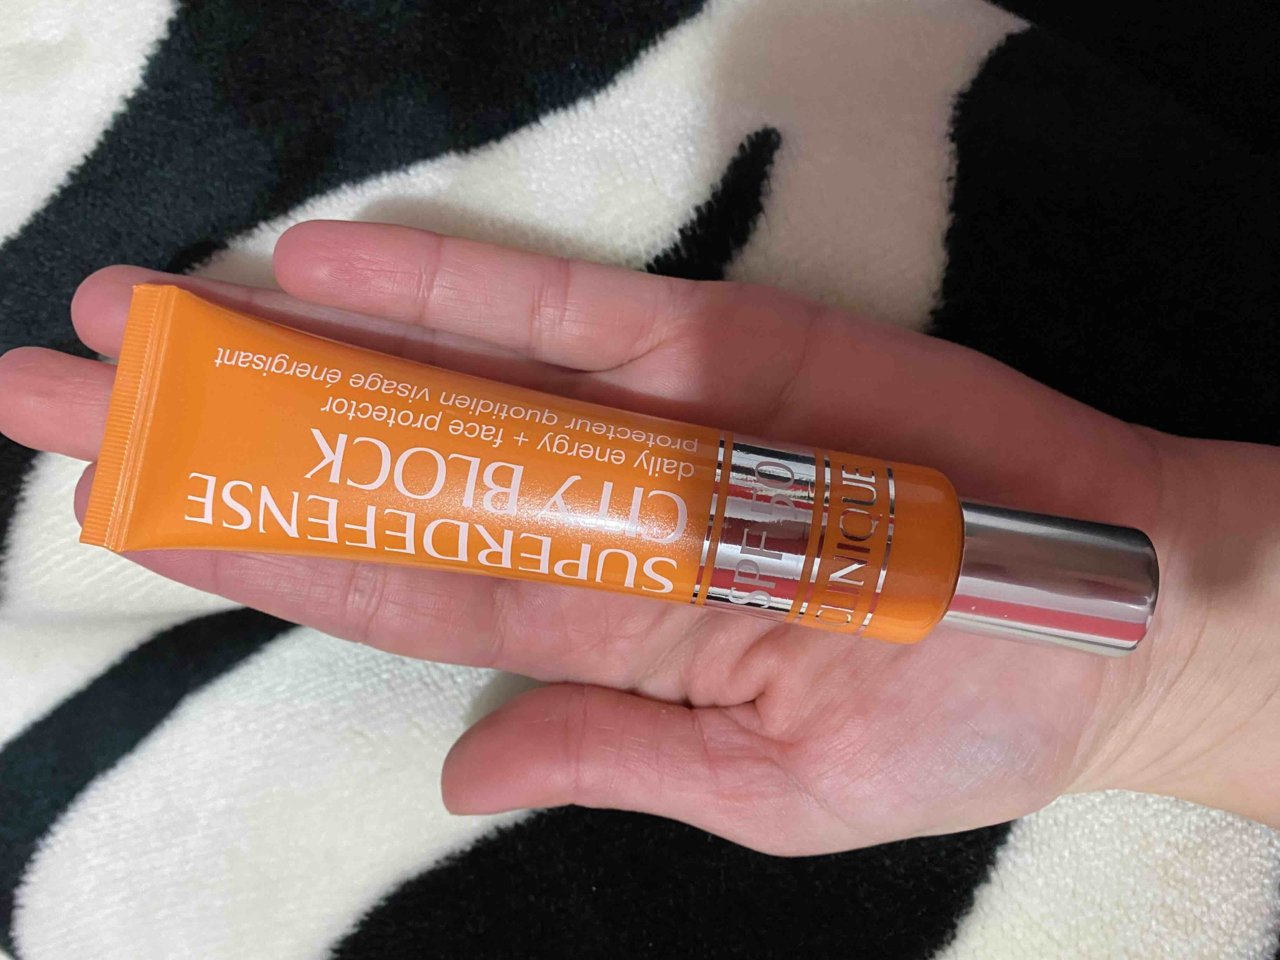 CLINIQUE
SPF 50
SUPERDEFENSE
CITY BLOCK
daily energy + face protector
protecteur quotidien visage énergisant